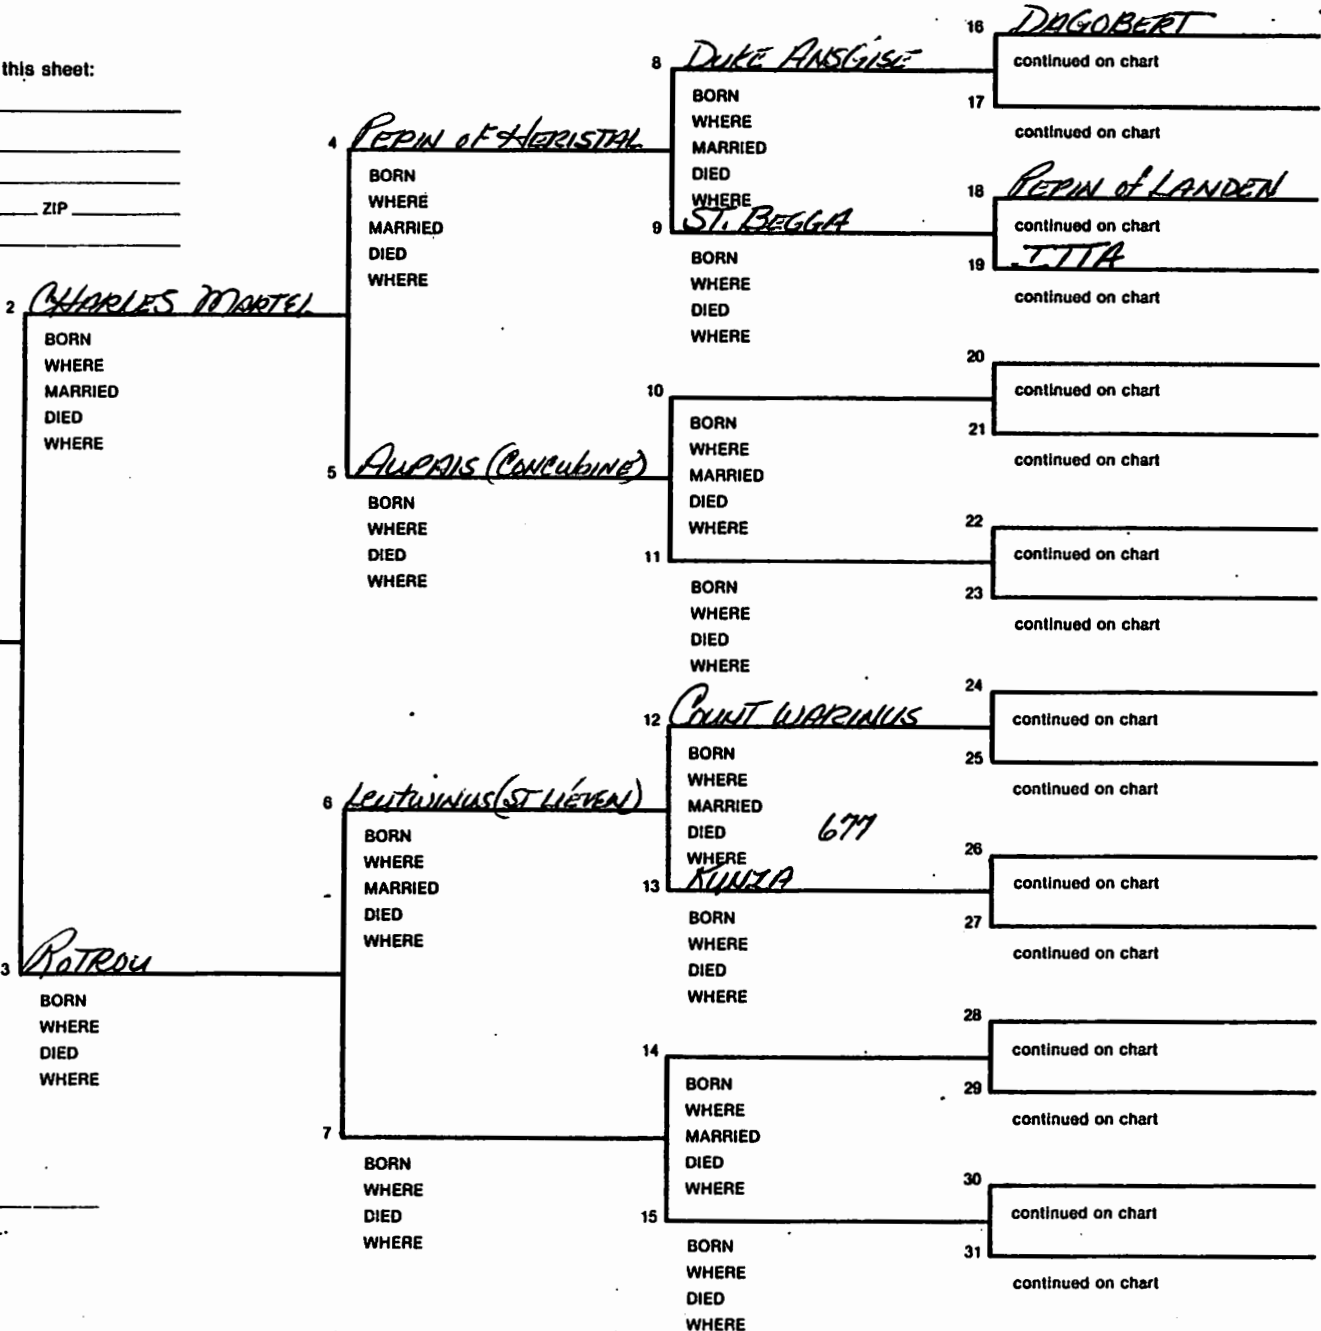 this sheet:
ZIP
2 CHARLES MARTEL
BORN
WHERE
MARRIED
DIED
WHERE
3 ROTROU
BORN
WHERE
DIED
WHERE
4 PEPIN OF HERISTAL
BORN
WHERE
MARRIED
DIED
WHERE
5 AUPAIS (CONCUBINE)
BORN
WHERE
DIED
WHERE
6 LEUTWINUS (ST LIÉVEN)
BORN
WHERE
MARRIED
DIED
WHERE
7
BORN
WHERE
DIED
WHERE
8 DUKE ANSGISE
BORN
WHERE
MARRIED
DIED
WHERE
9 ST. BEGGA
BORN
WHERE
DIED
WHERE
10
BORN
WHERE
MARRIED
DIED
WHERE
11
BORN
WHERE
DIED
WHERE
12 COUNT WARINUS
BORN
WHERE
MARRIED
DIED 677
WHERE
13 KUNZA
BORN
WHERE
DIED
WHERE
14
BORN
WHERE
MARRIED
DIED
WHERE
15
BORN
WHERE
DIED
WHERE
16 DAGOBERT
continued on chart
17
continued on chart
18 PEPIN of LANDEN
continued on chart
19 ITTA
continued on chart
20
continued on chart
21
continued on chart
22
continued on chart
23
continued on chart
24
continued on chart
25
continued on chart
26
continued on chart
27
continued on chart
28
continued on chart
29
continued on chart
30
continued on chart
31
continued on chart